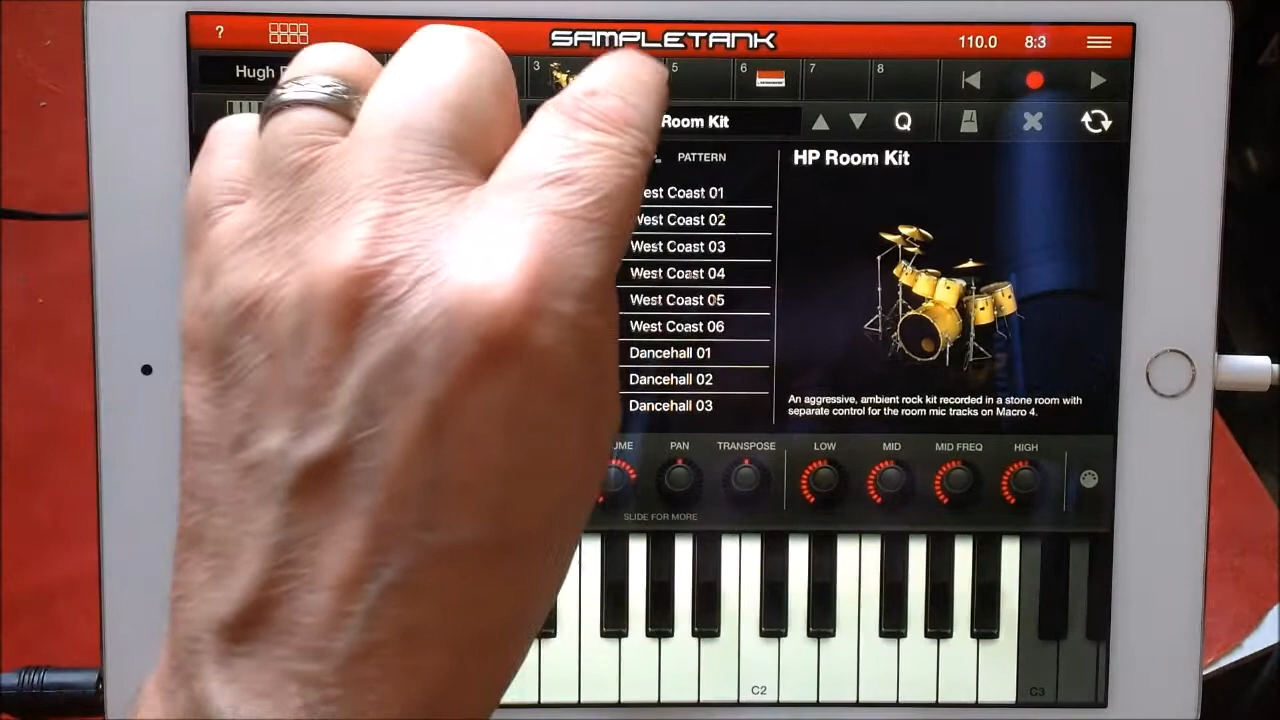 ?
SAMPLETANK
110.0
8:3
Hugh
3
5
6
7
8
Room Kit
Q
PATTERN
HP Room Kit
est Coast 01
West Coast 02
West Coast 03
West Coast 04
West Coast 05
West Coast 06
Dancehall 01
Dancehall 02
Dancehall 03
An aggressive, ambient rock kit recorded in a stone room with
separate control for the room mic tracks on Macro 4.
PAN
TRANSPOSE
LOW
MID
MID FREQ
HIGH
SLIDE FOR MORE
C2
C3